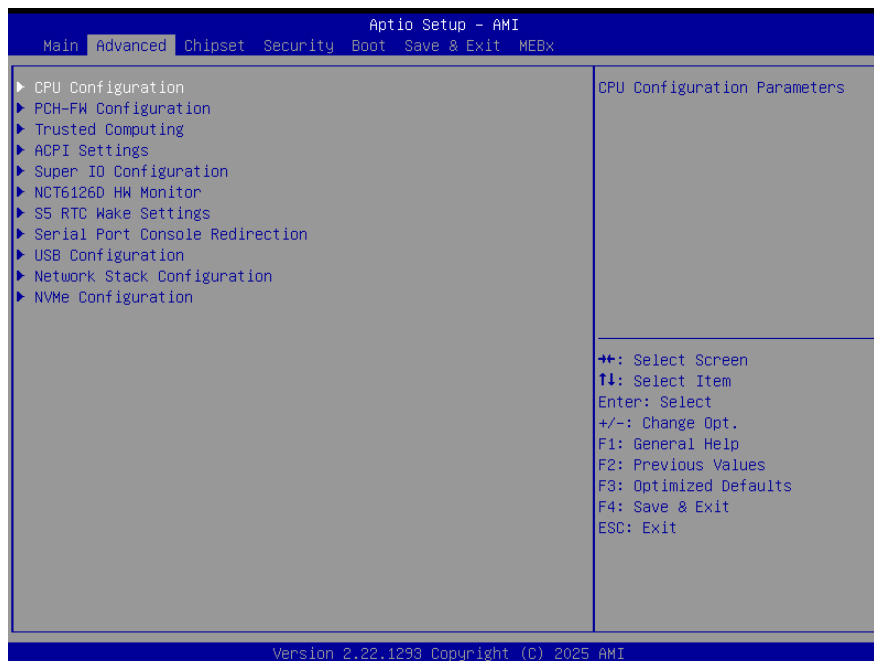 Aptio Setup – AMI
Main Advanced Chipset Security Boot Save & Exit MEBx
CPU Configuration
PCH-FW Configuration
Trusted Computing
ACPI Settings
Super IO Configuration
NCT6126D HW Monitor
S5 RTC Wake Settings
Serial Port Console Redirection
USB Configuration
Network Stack Configuration
NVMe Configuration
CPU Configuration Parameters
→←: Select Screen
↑↓: Select Item
Enter: Select
+/-: Change Opt.
F1: General Help
F2: Previous Values
F3: Optimized Defaults
F4: Save & Exit
ESC: Exit
Version 2.22.1293 Copyright (C) 2025 AMI